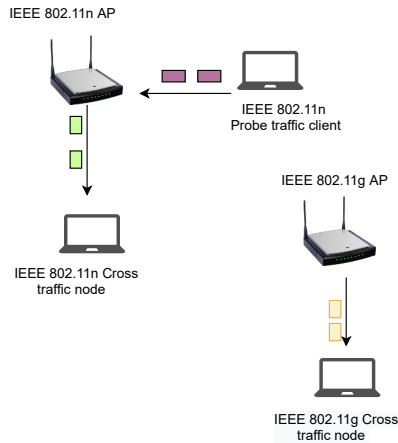 IEEE 802.11n AP
IEEE 802.11n
Probe traffic client
IEEE 802.11g AP
IEEE 802.11n Cross
traffic node
IEEE 802.11g Cross
traffic node